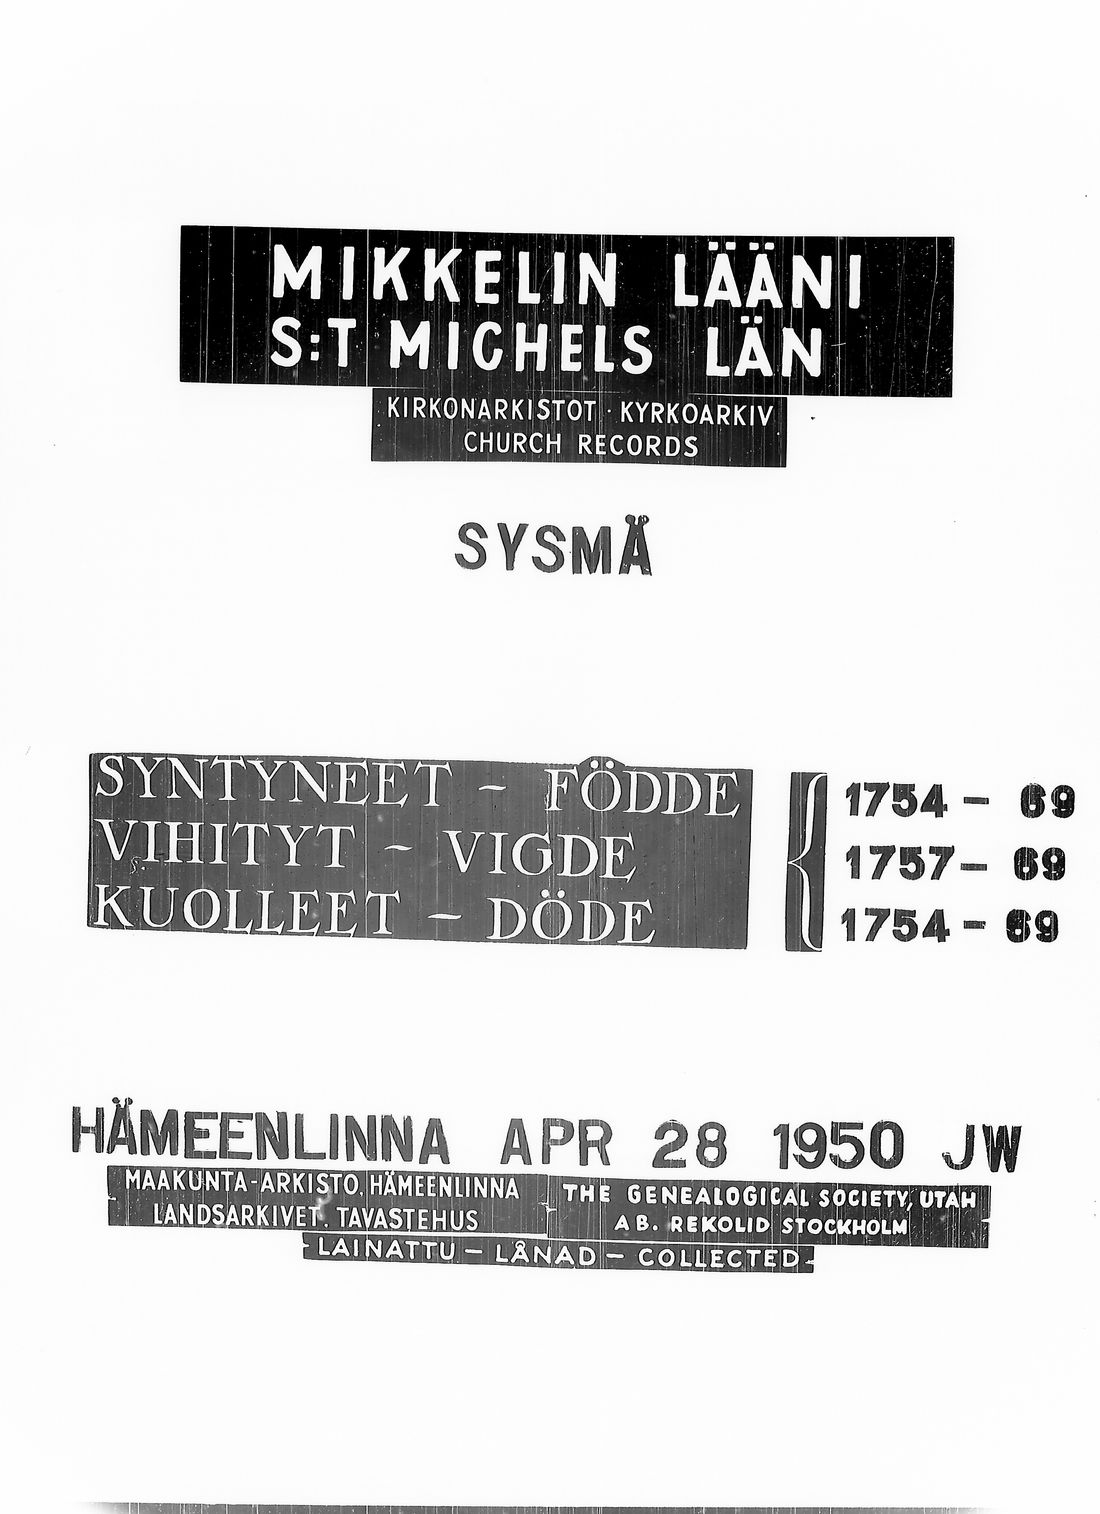 MIKKELIN LÄÄNI
S:T MICHELS LÄN
KIRKONARKISTOT · KYRKOARKIV
CHURCH RECORDS
SYSMÄ
SYNTYNEET - FÖDDE { 1754 - 69
VIHITYT - VIGDE 1757 - 69
KUOLLEET - DÖDE 1754 - 69
HÄMEENLINNA APR 28 1950 JW
MAAKUNTA-ARKISTO, HÄMEENLINNA
LANDSARKIVET, TAVASTEHUS
THE GENEALOGICAL SOCIETY, UTAH
AB. REKOLID STOCKHOLM
LAINATTU - LÅNAD - COLLECTED